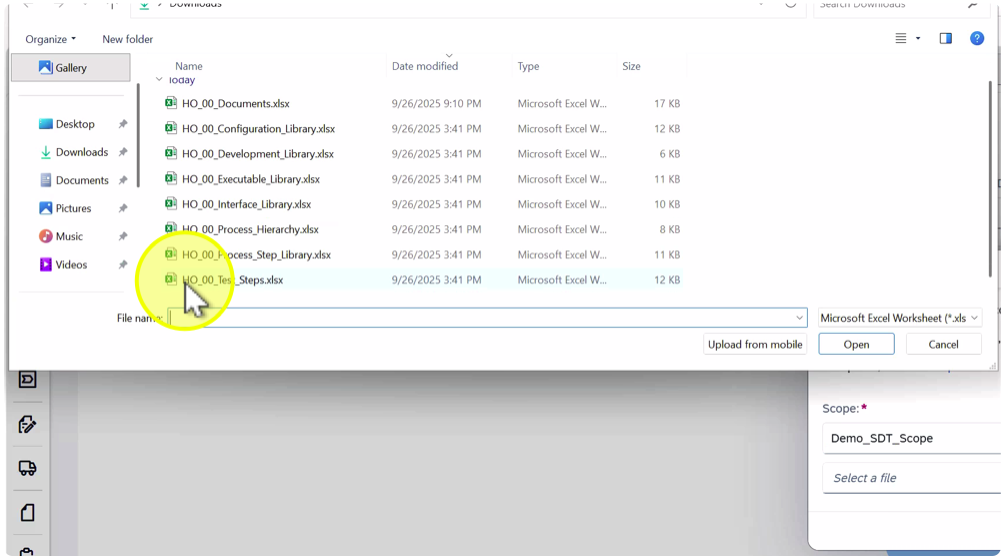 Downloads
Search Downloads
Organize
New folder
Gallery
Desktop
Downloads
Documents
Pictures
Music
Videos
Name Date modified Type Size
Today
HO_00_Documents.xlsx 9/26/2025 9:10 PM Microsoft Excel W... 17 KB
HO_00_Configuration_Library.xlsx 9/26/2025 3:41 PM Microsoft Excel W... 12 KB
HO_00_Development_Library.xlsx 9/26/2025 3:41 PM Microsoft Excel W... 6 KB
HO_00_Executable_Library.xlsx 9/26/2025 3:41 PM Microsoft Excel W... 11 KB
HO_00_Interface_Library.xlsx 9/26/2025 3:41 PM Microsoft Excel W... 10 KB
HO_00_Process_Hierarchy.xlsx 9/26/2025 3:41 PM Microsoft Excel W... 8 KB
HO_00_Process_Step_Library.xlsx 9/26/2025 3:41 PM Microsoft Excel W... 11 KB
HO_00_Test_Steps.xlsx 9/26/2025 3:41 PM Microsoft Excel W... 12 KB
File name:
Microsoft Excel Worksheet (*.xls
Upload from mobile
Open
Cancel
Scope:*
Demo_SDT_Scope
Select a file